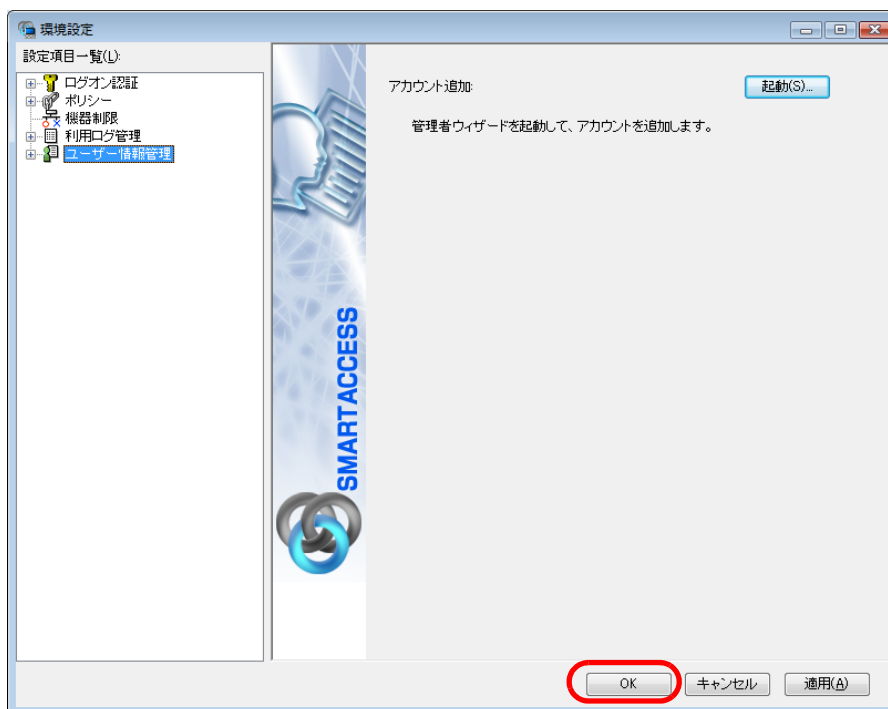 環境設定
設定項目一覧(L):
ログオン認証
ポリシー
機器制限
利用ログ管理
ユーザー情報管理
アカウント追加:
起動(S)...
管理者ウィザードを起動して、アカウントを追加します。
SMARTACCESS
OK
キャンセル
適用(A)